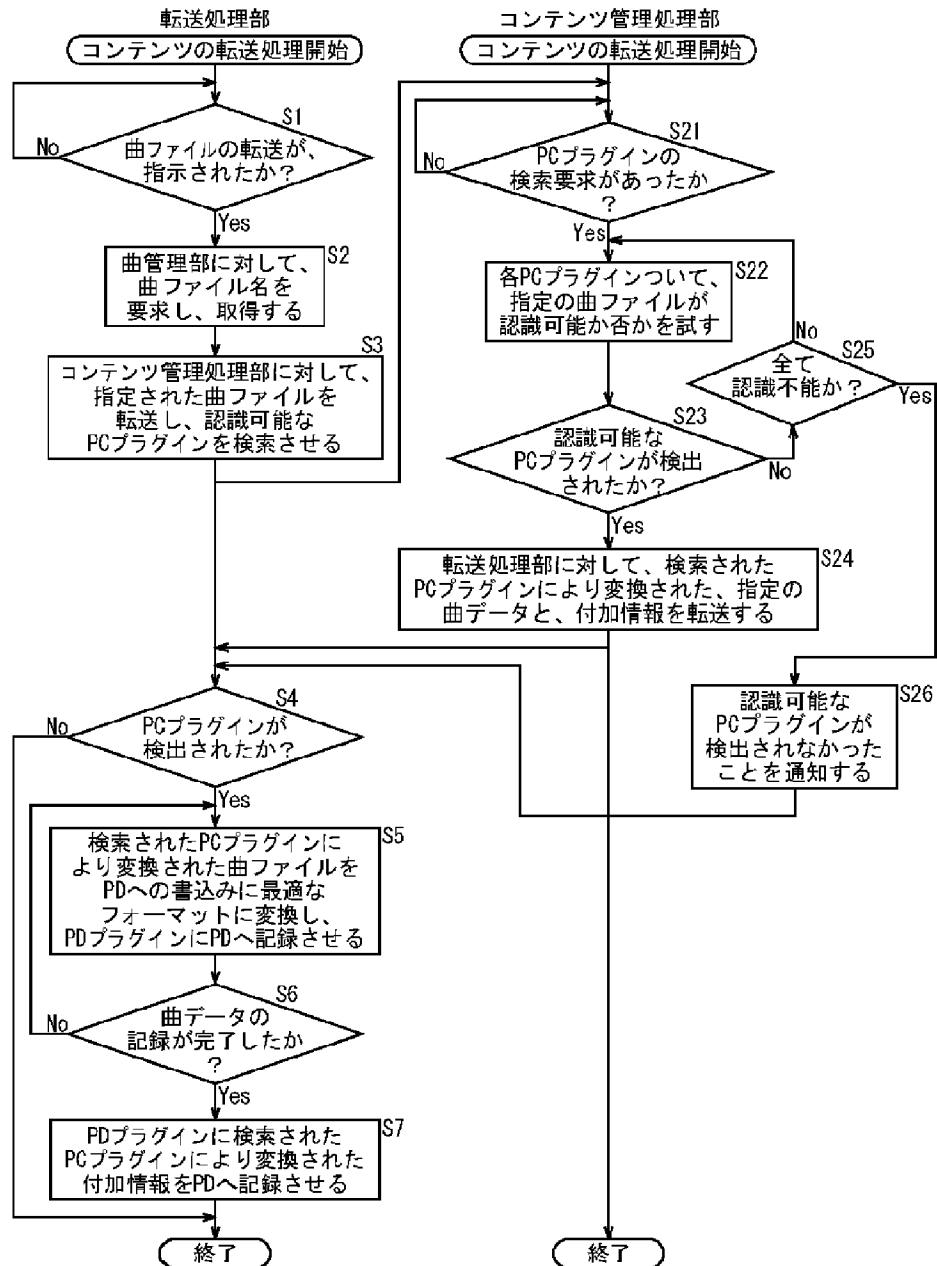 転送処理部
コンテンツの転送処理開始
S1
曲ファイルの転送が、
指示されたか？
No
Yes
S2
曲管理部に対して、
曲ファイル名を
要求し、取得する
S3
コンテンツ管理処理部に対して、
指定された曲ファイルを
転送し、認識可能な
PCプラグインを検索させる
S4
PCプラグインが
検出されたか？
No
Yes
S5
検索されたPCプラグインに
より変換された曲ファイルを
PDへの書込みに最適な
フォーマットに変換し、
PDプラグインにPDへ記録させる
S6
曲データの
記録が完了したか
？
No
Yes
S7
PDプラグインに検索された
PCプラグインにより変換された
付加情報をPDへ記録させる
終了
コンテンツ管理処理部
コンテンツの転送処理開始
S21
PCプラグインの
検索要求があったか
？
No
Yes
S22
各PCプラグインついて、
指定の曲ファイルが
認識可能か否かを試す
S23
認識可能な
PCプラグインが検出
されたか？
No
Yes
S25
全て
認識不能か？
No
Yes
S24
転送処理部に対して、検索された
PCプラグインにより変換された、指定の
曲データと、付加情報を転送する
S26
認識可能な
PCプラグインが
検出されなかった
ことを通知する
終了